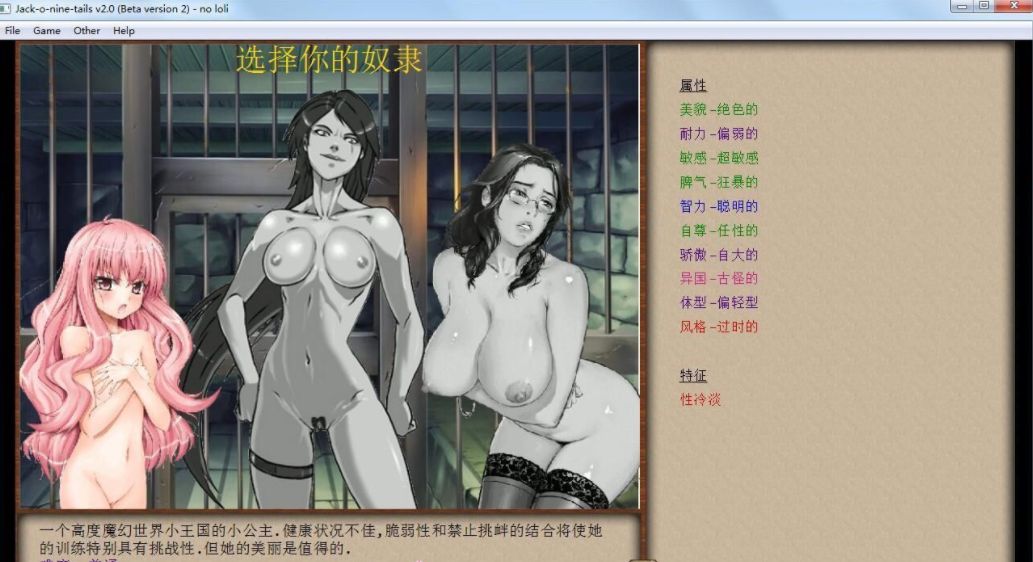 Jack-o-nine-tails v2.0 (Beta version 2) - no loli
File Game Other Help
选择你的奴隶
属性
美貌-绝色的
耐力-偏弱的
敏感-超敏感
脾气-狂暴的
智力-聪明的
自尊-任性的
骄傲-自大的
异国-古怪的
体型-偏轻型
风格-过时的
特征
性冷淡
一个高度魔幻世界小王国的小公主.健康状况不佳,脆弱性和禁止挑衅的结合将使她
的训练特别具有挑战性.但她的美丽是值得的.